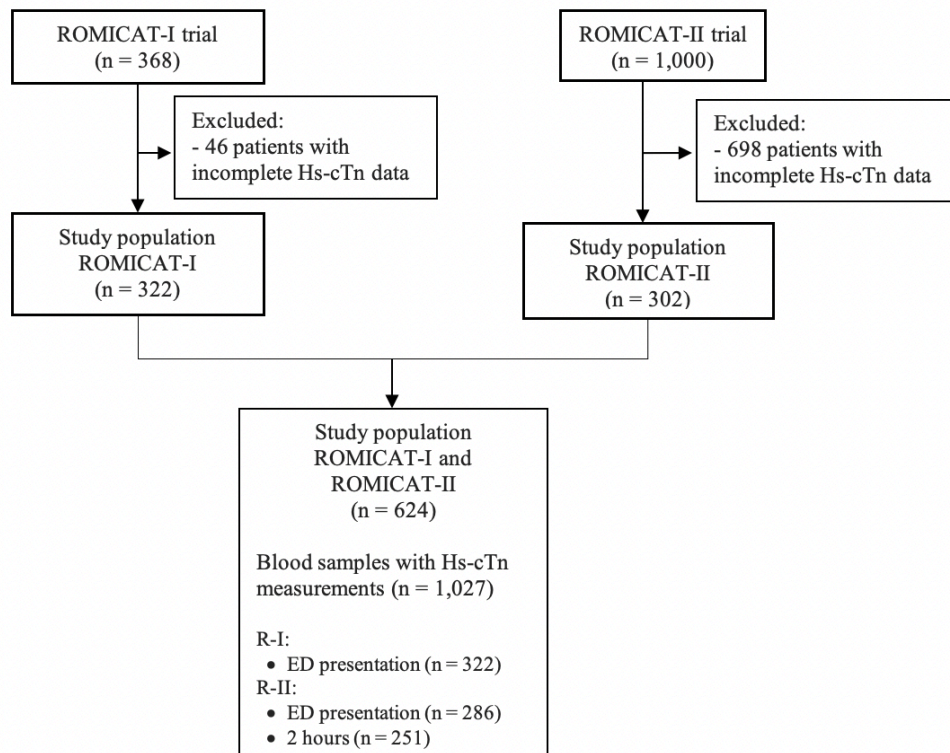 ROMICAT-I trial
(n = 368)
ROMICAT-II trial
(n = 1,000)
Excluded:
- 46 patients with
incomplete Hs-cTn data
Excluded:
- 698 patients with
incomplete Hs-cTn data
Study population
ROMICAT-I
(n = 322)
Study population
ROMICAT-II
(n = 302)
Study population
ROMICAT-I and
ROMICAT-II
(n = 624)
Blood samples with Hs-cTn
measurements (n = 1,027)
R-I:
• ED presentation (n = 322)
R-II:
• ED presentation (n = 286)
• 2 hours (n = 251)